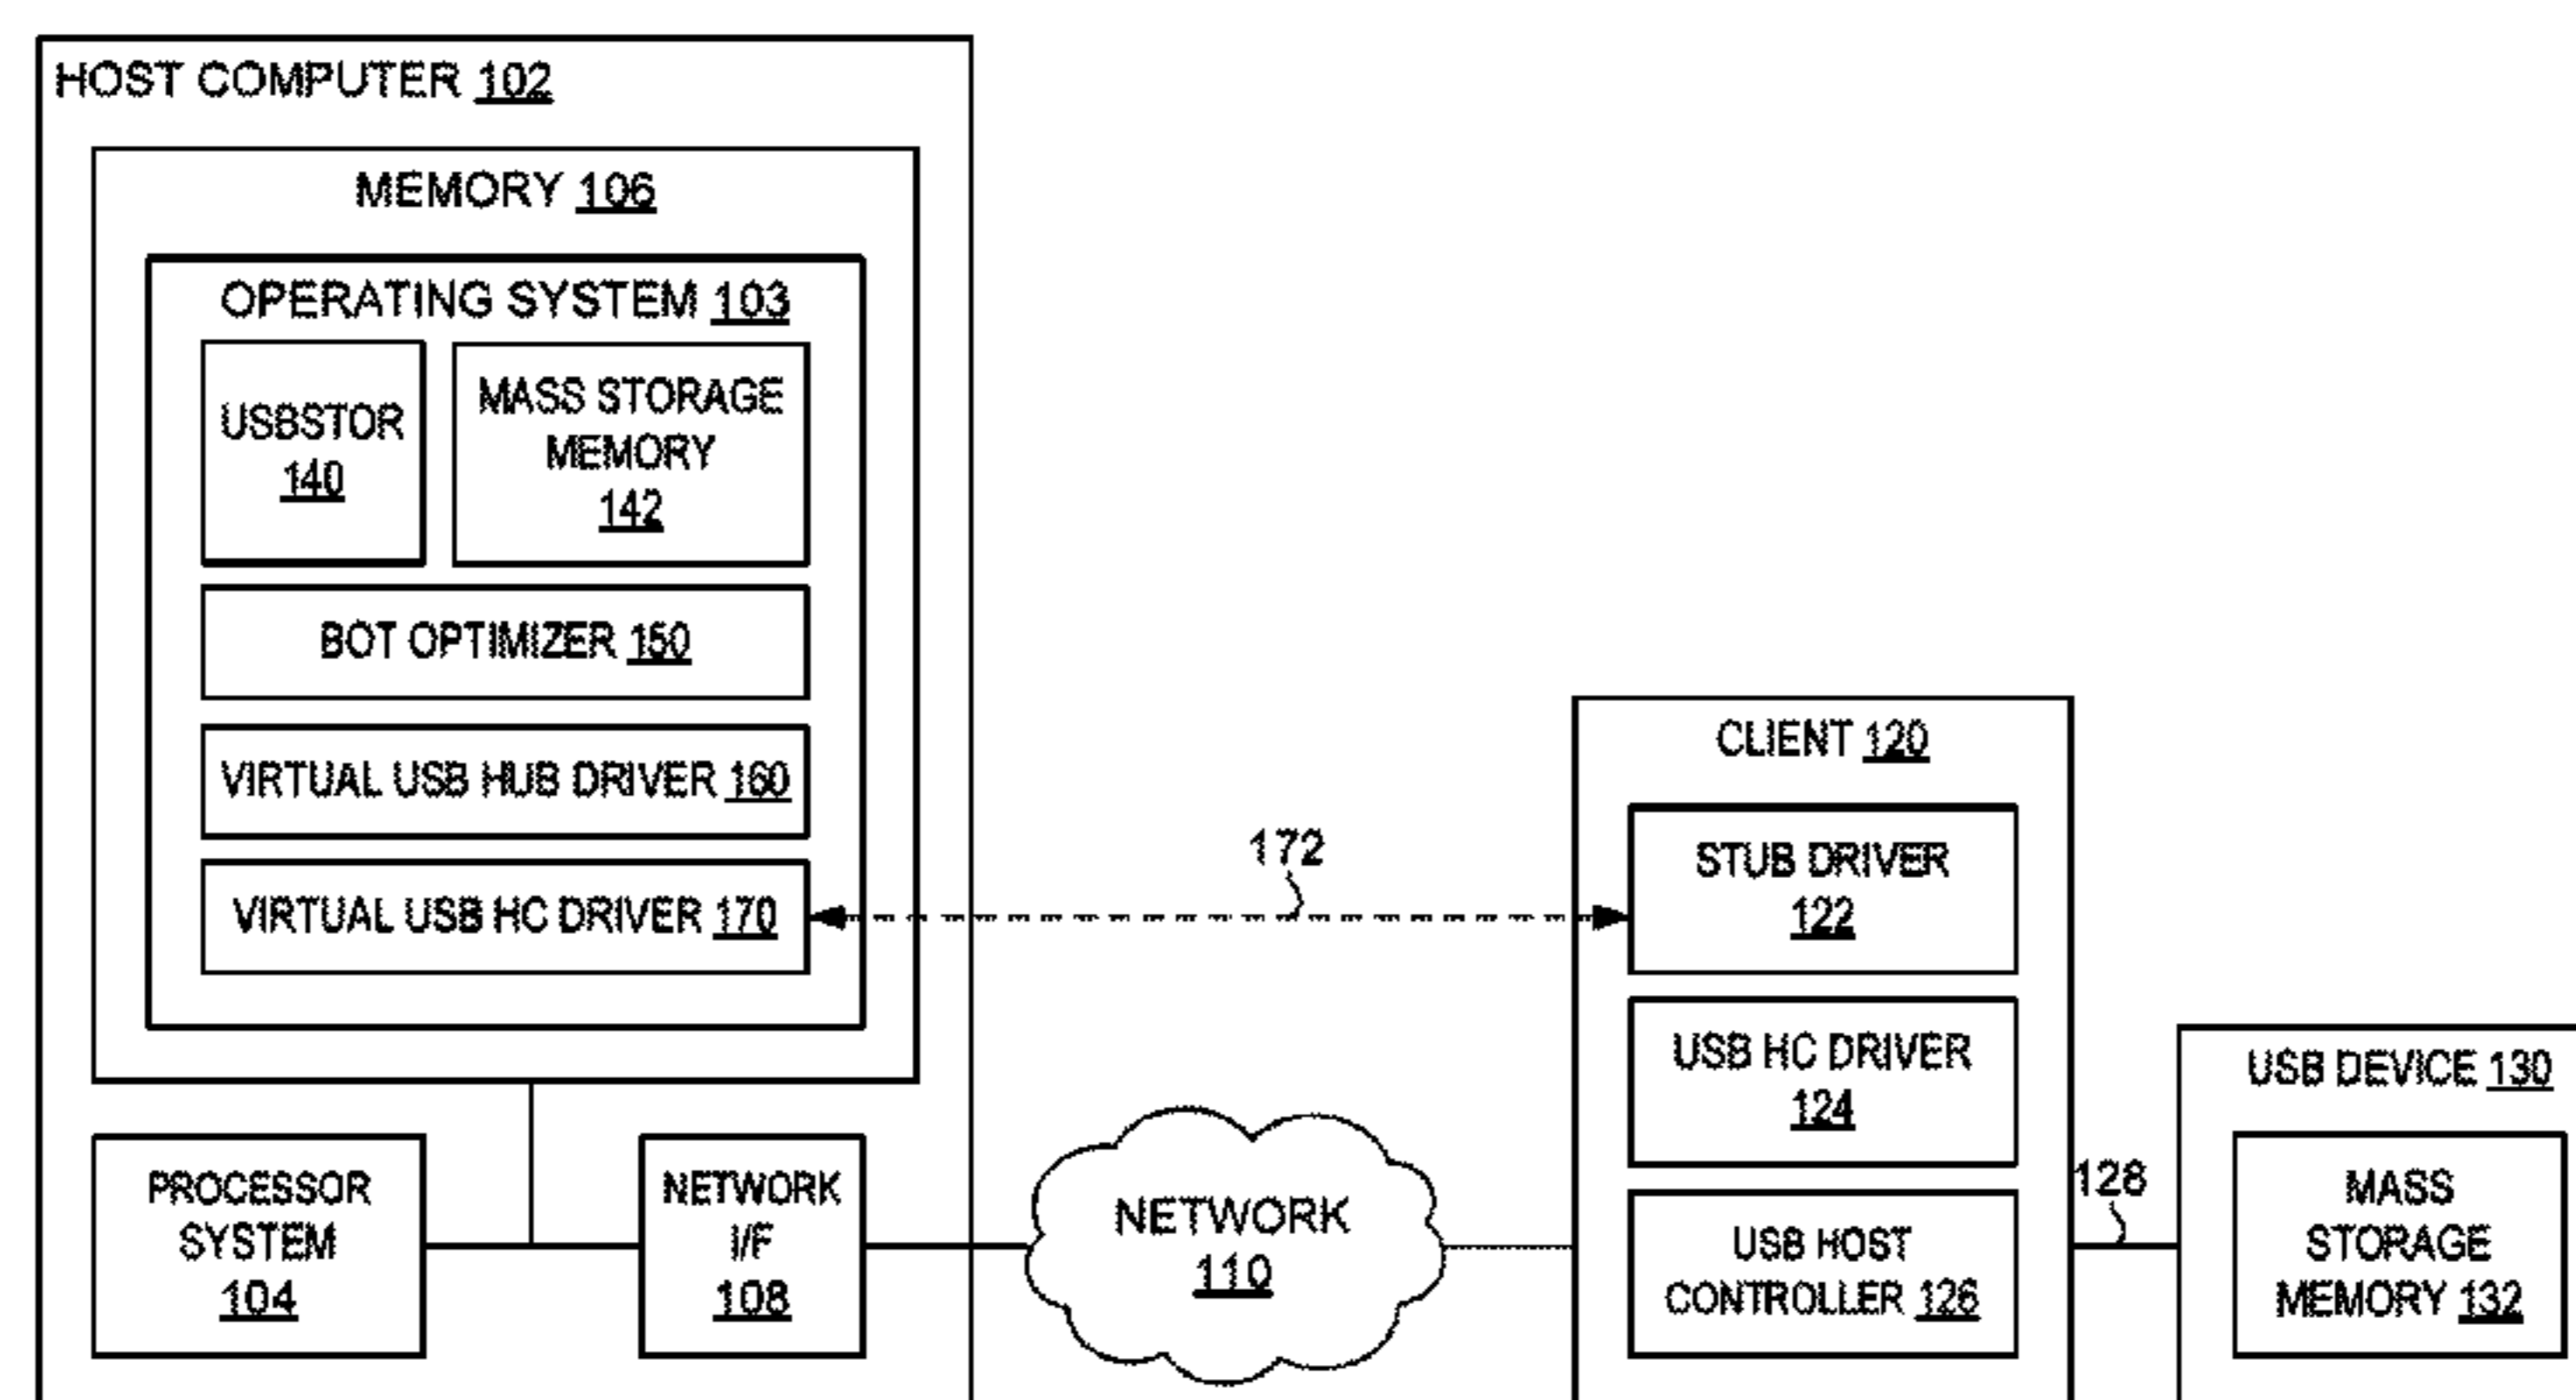 HOST COMPUTER 102
MEMORY 106
OPERATING SYSTEM 103
USBSTOR
140
MASS STORAGE
MEMORY
142
BOT OPTIMIZER 150
VIRTUAL USB HUB DRIVER 160
VIRTUAL USB HC DRIVER 170
PROCESSOR
SYSTEM
104
NETWORK
I/F
108
172
NETWORK
110
CLIENT 120
STUB DRIVER
122
USB HC DRIVER
124
USB HOST
CONTROLLER 126
128
USB DEVICE 130
MASS
STORAGE
MEMORY 132